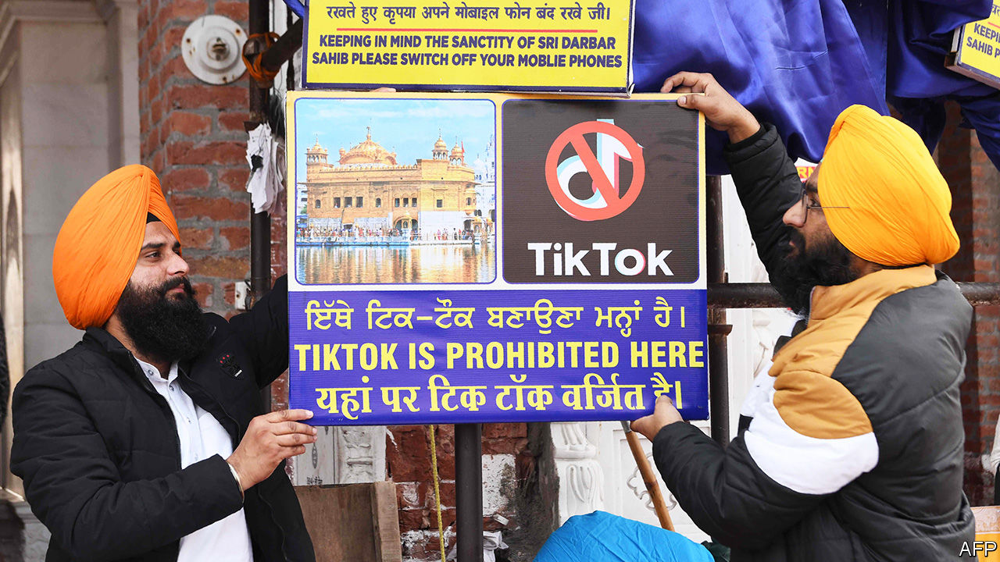 रखते हुए कृपया अपने मोबाइल फोन बंद रखे जी।
KEEPING IN MIND THE SANCTITY OF SRI DARBAR
SAHIB PLEASE SWITCH OFF YOUR MOBLIE PHONES
KEEPIN
SAHIB P
TikTok
ਇੱਥੇ ਟਿਕ-ਟੌਕ ਬਣਾਉਣਾ ਮਨ੍ਹਾਂ ਹੈ।
TIKTOK IS PROHIBITED HERE
यहां पर टिक टॉक वर्जित है।
AFP